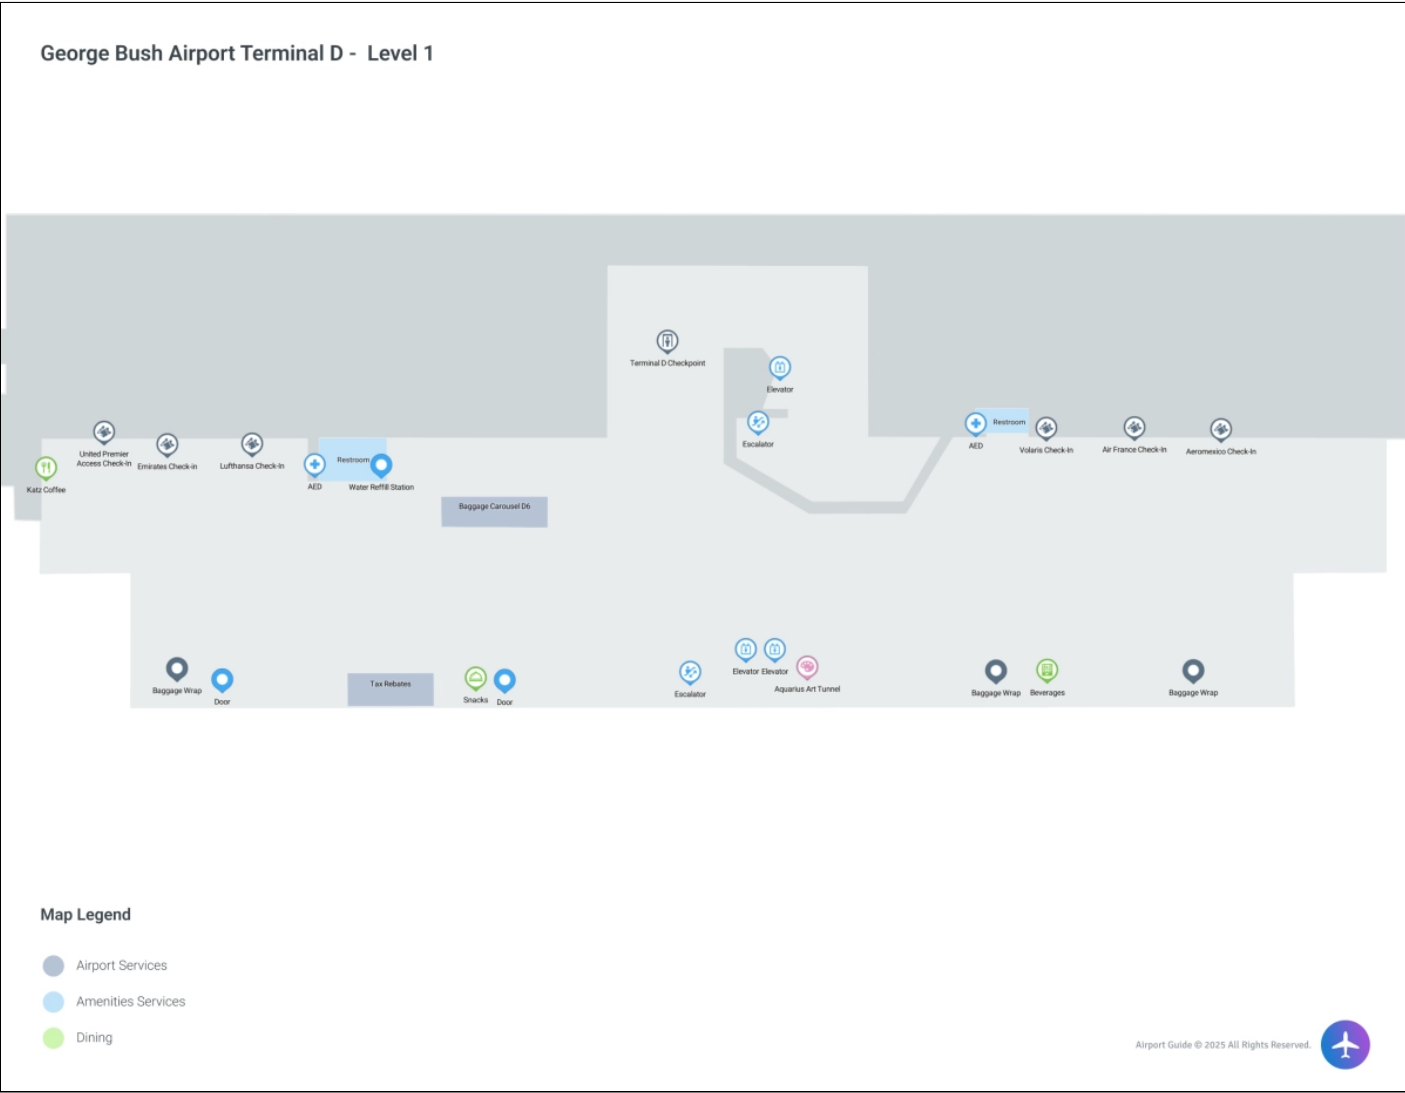 George Bush Airport Terminal D -  Level 1
Terminal D Checkpoint
Elevator
Escalator
United Premier
Access Check-In
Emirates Check-in
Lufthansa Check-In
Restroom
AED
Water Reffill Station
Katz Coffee
Baggage Carousel D6
Restroom
AED
Volaris Check-In
Air France Check-In
Aeromexico Check-In
Baggage Wrap
Door
Tax Rebates
Snacks
Door
Escalator
Elevator
Elevator
Aquarius Art Tunnel
Baggage Wrap
Beverages
Baggage Wrap
Map Legend
Airport Services
Amenities Services
Dining
Airport Guide © 2025 All Rights Reserved.